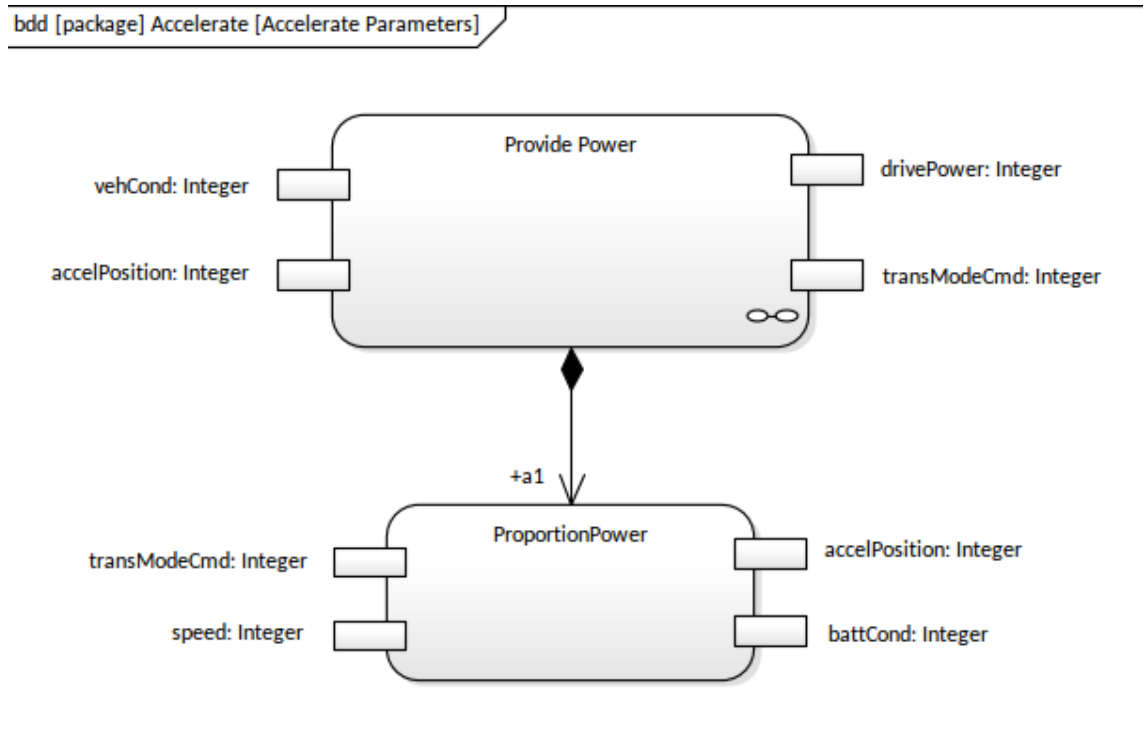 bdd [package] Accelerate [Accelerate Parameters]
Provide Power
vehCond: Integer
drivePower: Integer
accelPosition: Integer
transModeCmd: Integer
+a1
ProportionPower
transModeCmd: Integer
accelPosition: Integer
speed: Integer
battCond: Integer